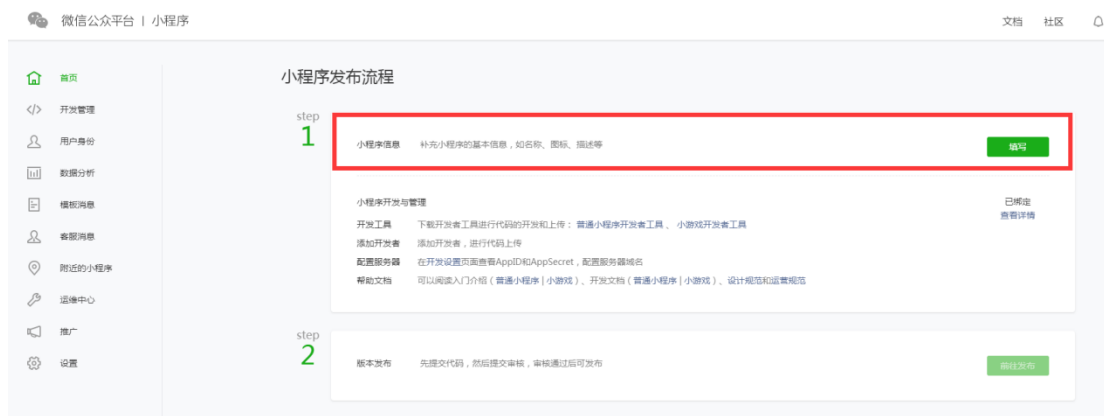 微信公众平台 | 小程序
文档 社区
首页
开发管理
用户身份
数据分析
模板消息
客服消息
附近的小程序
运维中心
推广
设置
小程序发布流程
step
1
小程序信息 补充小程序的基本信息，如名称、图标、描述等
填写
小程序开发与管理
已绑定
查看详情
开发工具 下载开发者工具进行代码的开发和上传：普通小程序开发者工具、小游戏开发者工具
添加开发者 添加开发者，进行代码上传
配置服务器 在开发设置页面查看AppID和AppSecret，配置服务器域名
帮助文档 可以阅读入门介绍（普通小程序 | 小游戏）、开发文档（普通小程序 | 小游戏）、设计规范和运营规范
step
2
版本发布 先提交代码，然后提交审核，审核通过后可发布
前往发布